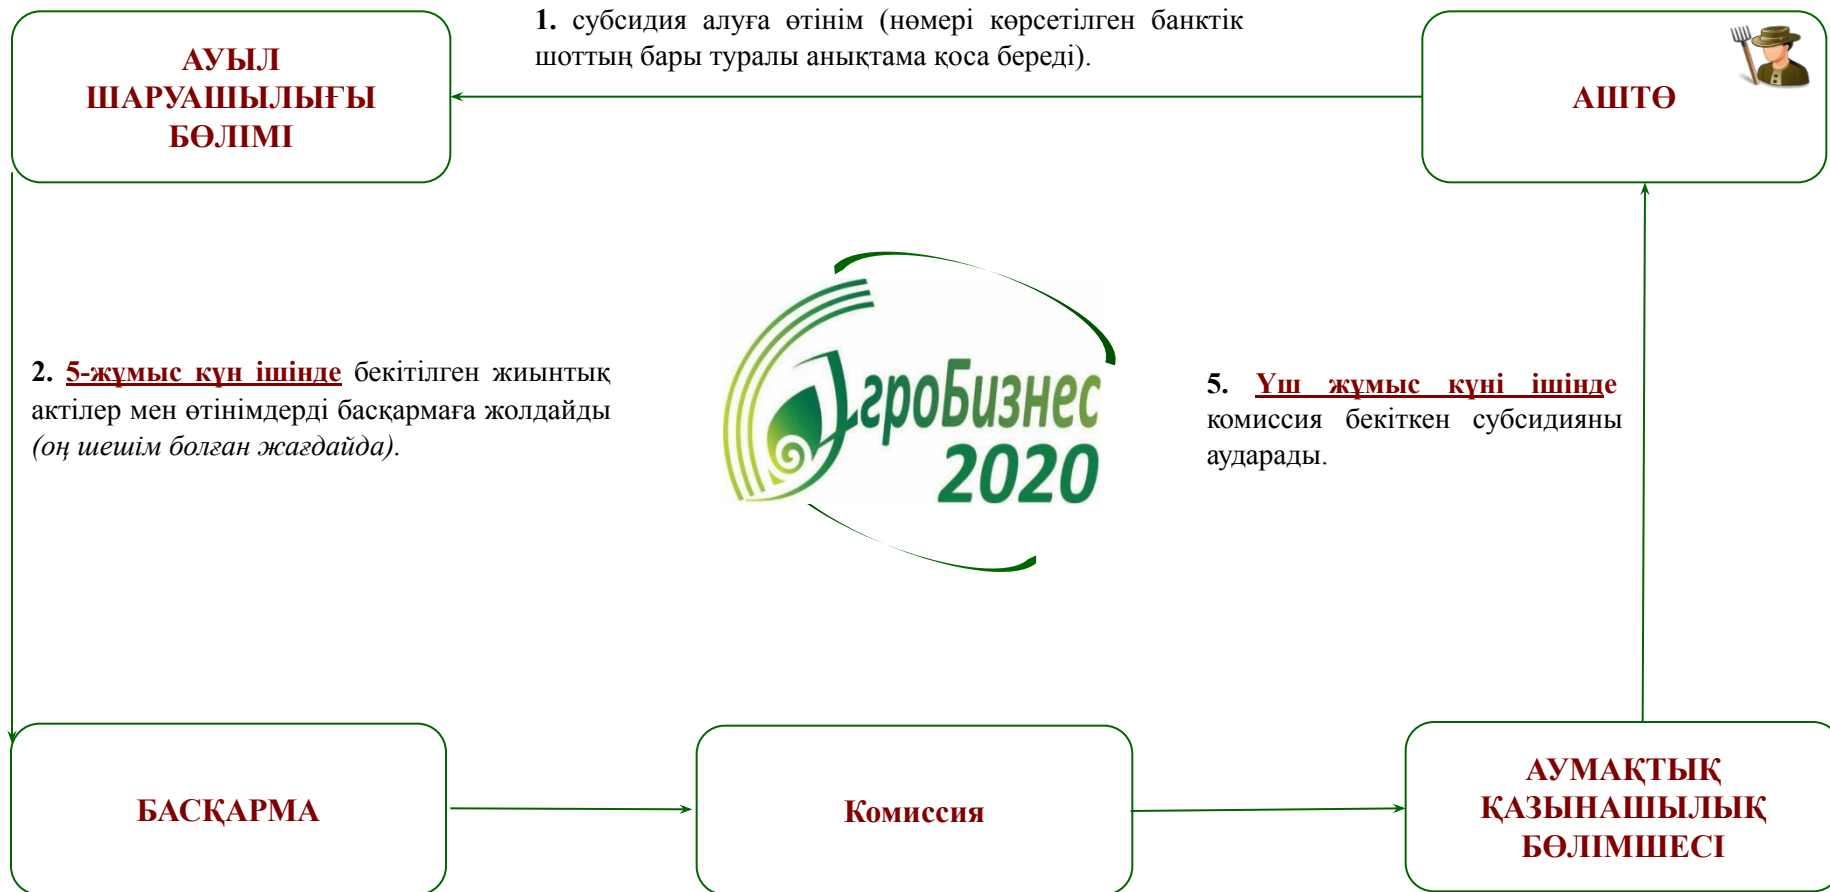 1. субсидия алуға өтінім (нөмері көрсетілген банктік
шоттың бары туралы анықтама қоса береді).
АУЫЛ
ШАРУАШЫЛЫҒЫ
БӨЛІМІ
АШТӨ
2. 5-жұмыс күн ішінде бекітілген жиынтық
актілер мен өтінімдерді басқармаға жолдайды
(оң шешім болған жағдайда).
АгроБизнес
2020
5. Үш жұмыс күні ішінде
комиссия бекіткен субсидияны
аударады.
БАСҚАРМА
Комиссия
АУМАҚТЫҚ
ҚАЗЫНАШЫЛЫҚ
БӨЛІМШЕСІ